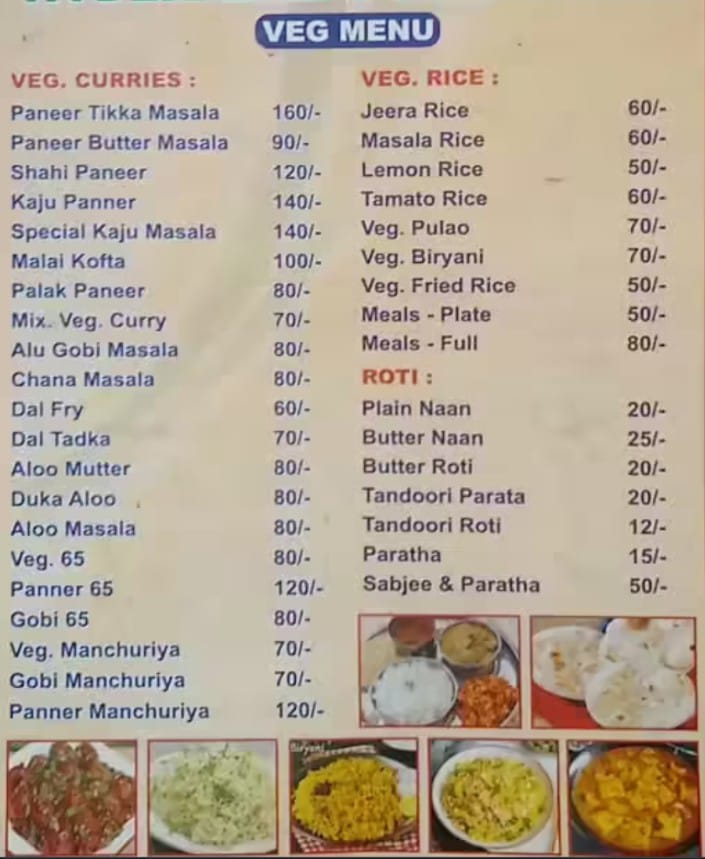 VEG MENU
VEG. CURRIES :
Paneer Tikka Masala 160/-
Paneer Butter Masala 90/-
Shahi Paneer 120/-
Kaju Panner 140/-
Special Kaju Masala 140/-
Malai Kofta 100/-
Palak Paneer 80/-
Mix. Veg. Curry 70/-
Alu Gobi Masala 80/-
Chana Masala 80/-
Dal Fry 60/-
Dal Tadka 70/-
Aloo Mutter 80/-
Duka Aloo 80/-
Aloo Masala 80/-
Veg. 65 80/-
Panner 65 120/-
Gobi 65 80/-
Veg. Manchuriya 70/-
Gobi Manchuriya 70/-
Panner Manchuriya 120/-
VEG. RICE :
Jeera Rice 60/-
Masala Rice 60/-
Lemon Rice 50/-
Tamato Rice 60/-
Veg. Pulao 70/-
Veg. Biryani 70/-
Veg. Fried Rice 50/-
Meals - Plate 50/-
Meals - Full 80/-
ROTI :
Plain Naan 20/-
Butter Naan 25/-
Butter Roti 20/-
Tandoori Parata 20/-
Tandoori Roti 12/-
Paratha 15/-
Sabjee & Paratha 50/-
Biryani